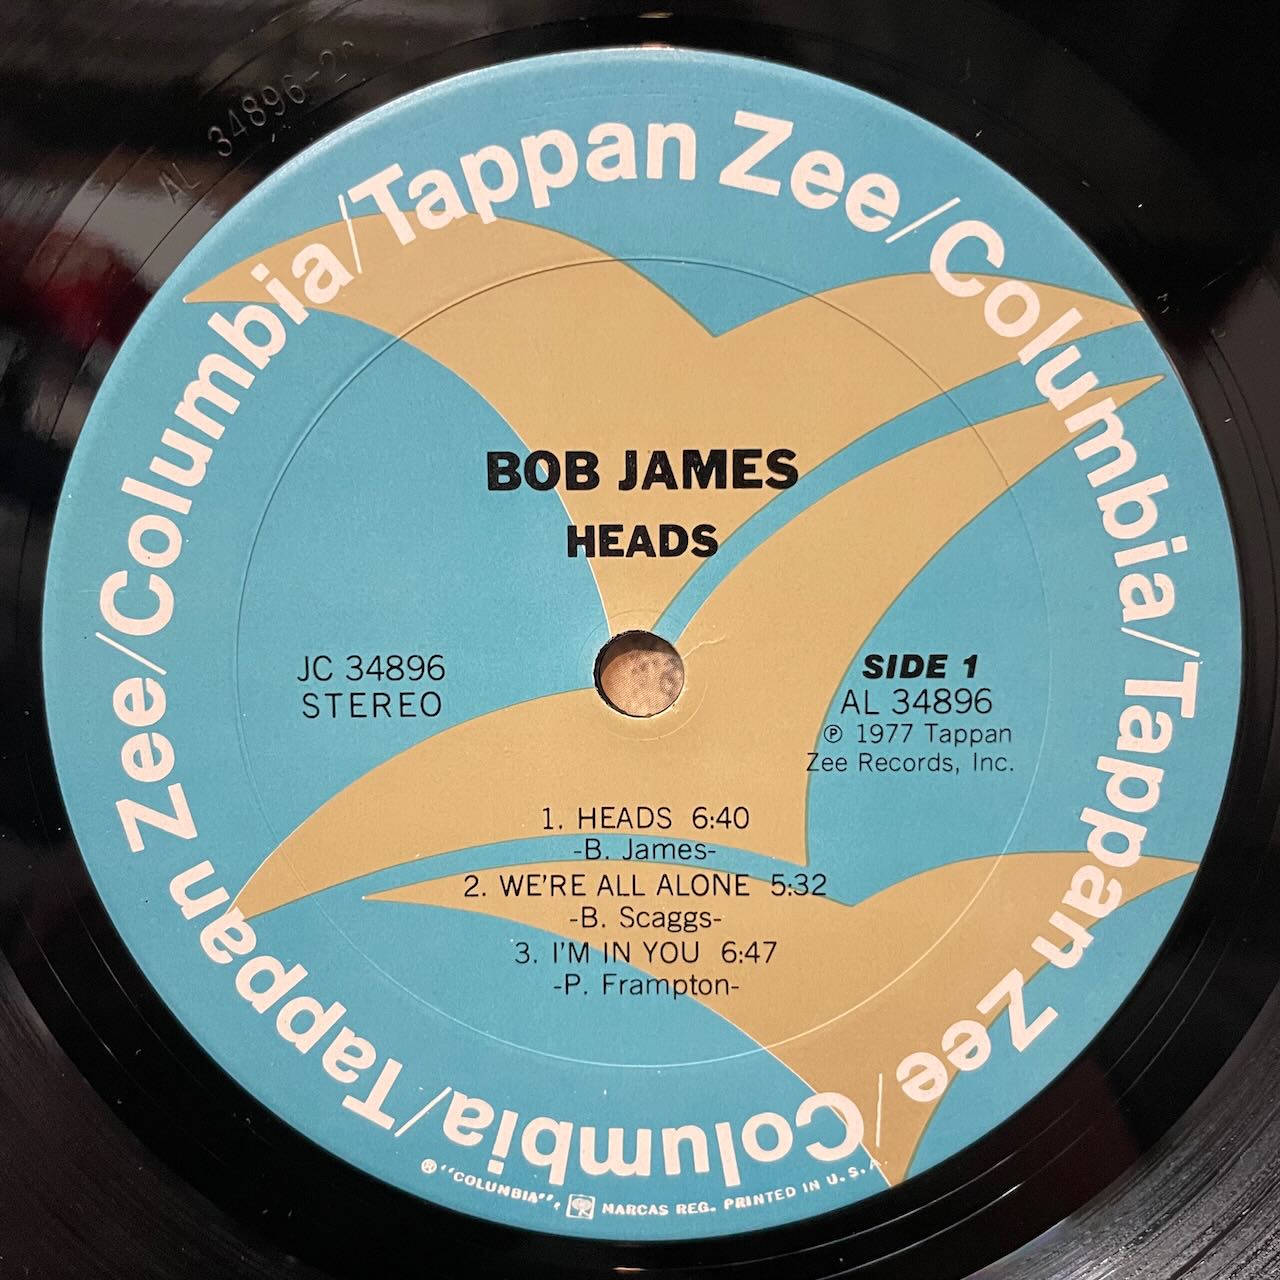 AL 34896-2
Columbia/Tappan Zee/Columbia/Tappan Zee/Columbia/Tappan Zee/
BOB JAMES
HEADS
JC 34896
STEREO
SIDE 1
AL 34896
℗ 1977 Tappan
Zee Records, Inc.
1. HEADS 6:40
-B. James-
2. WE'RE ALL ALONE 5:32
-B. Scaggs-
3. I'M IN YOU 6:47
-P. Frampton-
® "COLUMBIA", MARCAS REG. PRINTED IN U.S.A.